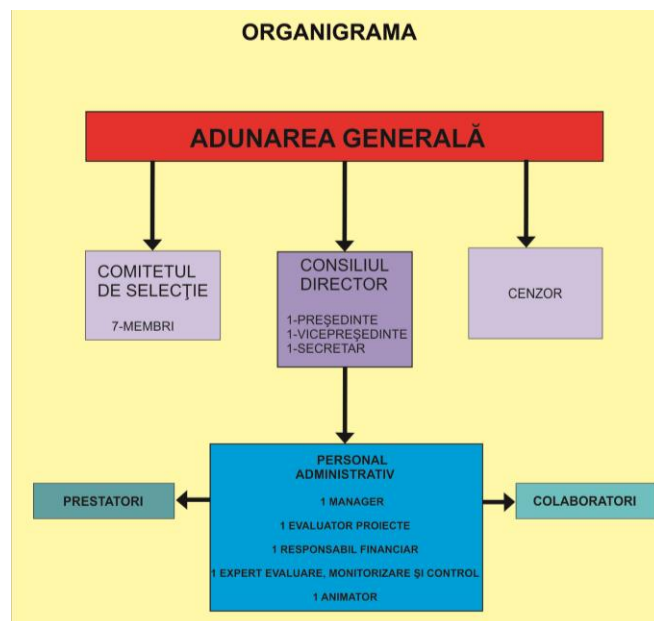 ORGANIGRAMA
ADUNAREA GENERALĂ
COMITETUL
DE SELECŢIE
7-MEMBRI
CONSILIUL
DIRECTOR
1-PREŞEDINTE
1-VICEPREŞEDINTE
1-SECRETAR
CENZOR
PERSONAL
ADMINISTRATIV
1 MANAGER
1 EVALUATOR PROIECTE
1 RESPONSABIL FINANCIAR
1 EXPERT EVALUARE, MONITORIZARE ŞI CONTROL
1 ANIMATOR
PRESTATORI
COLABORATORI